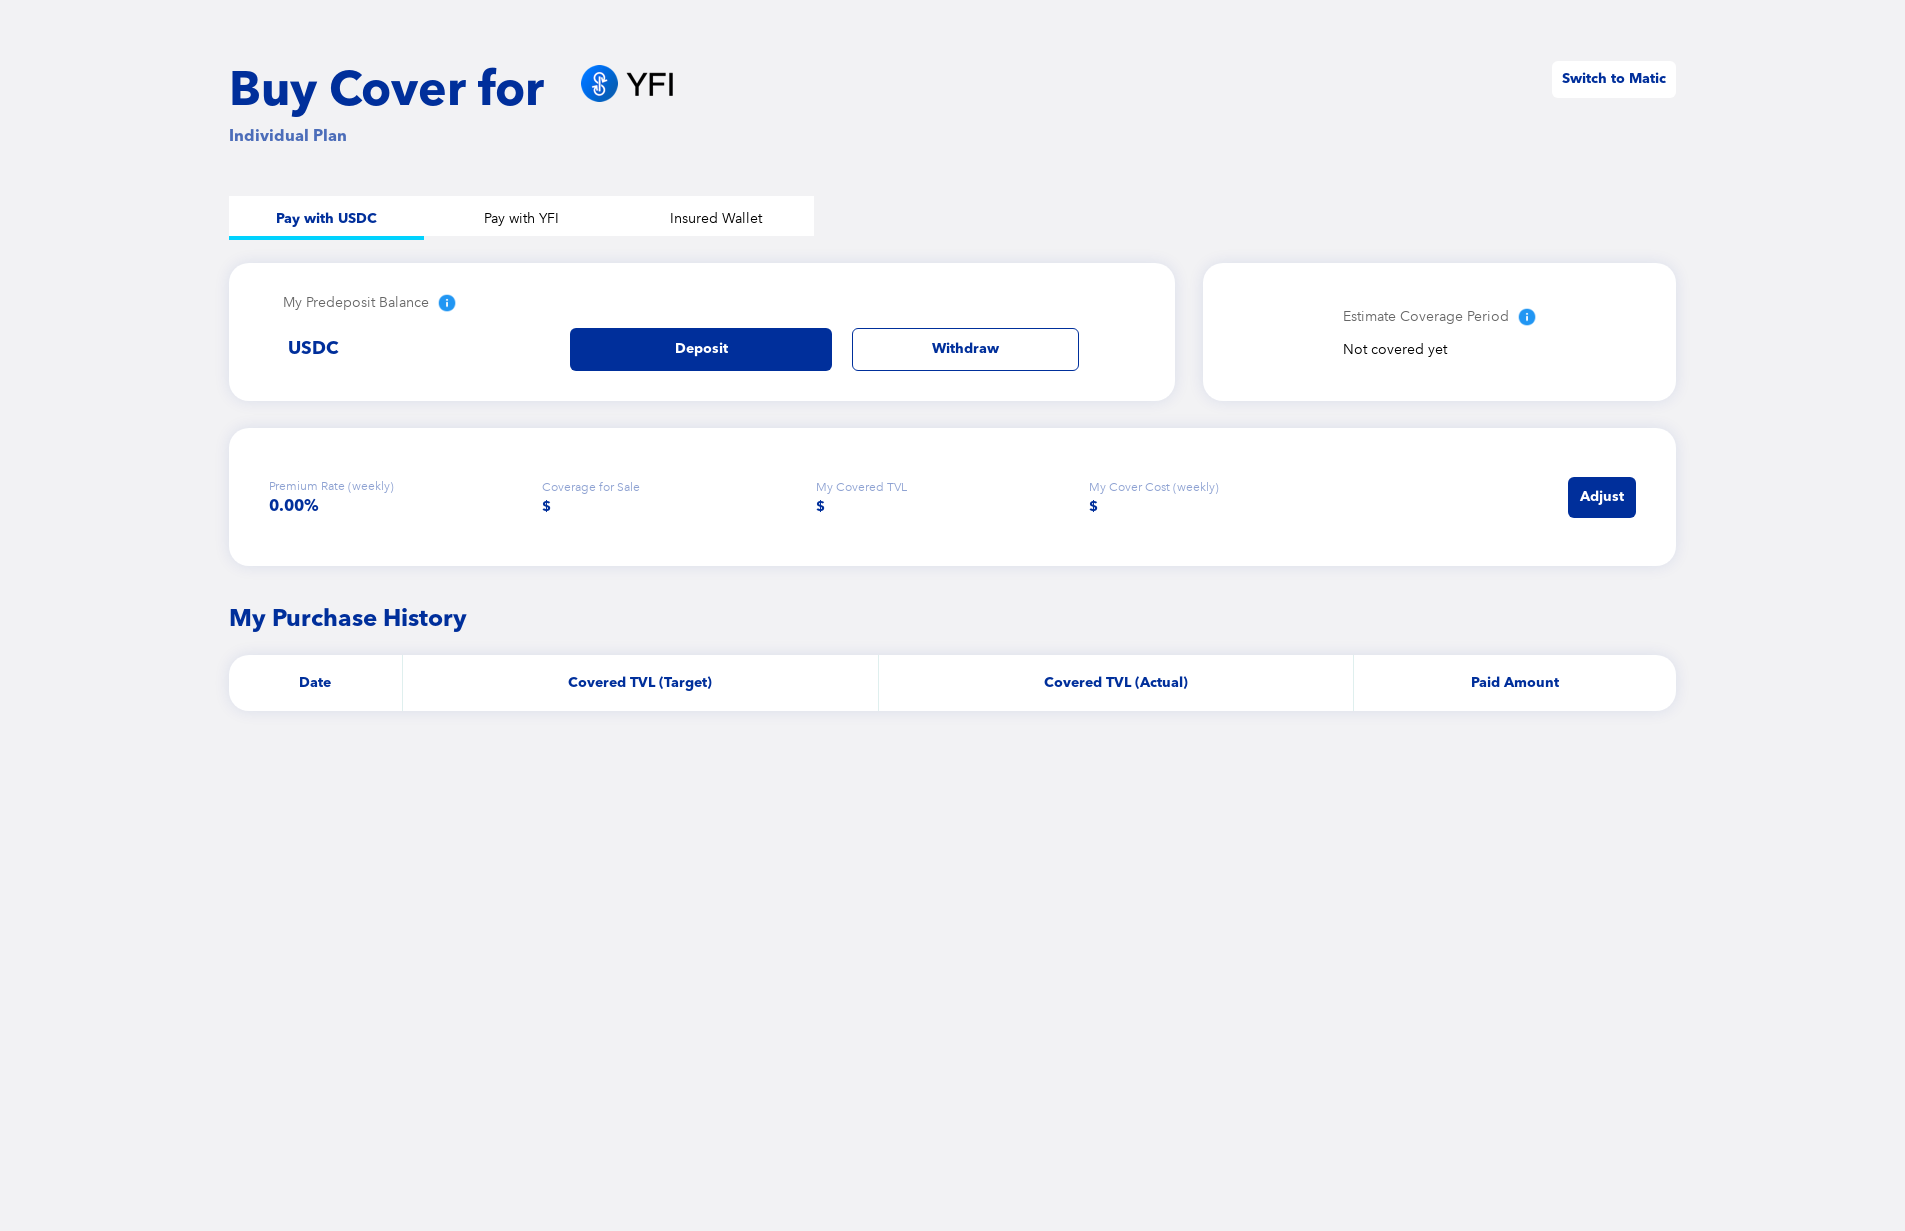 Buy Cover for YFI
Switch to Matic
Individual Plan
Pay with USDC Pay with YFI Insured Wallet
My Predeposit Balance
USDC Deposit Withdraw
Estimate Coverage Period
Not covered yet
Premium Rate (weekly) Coverage for Sale My Covered TVL My Cover Cost (weekly)
0.00% $ $ $
Adjust
My Purchase History
Date Covered TVL (Target) Covered TVL (Actual) Paid Amount